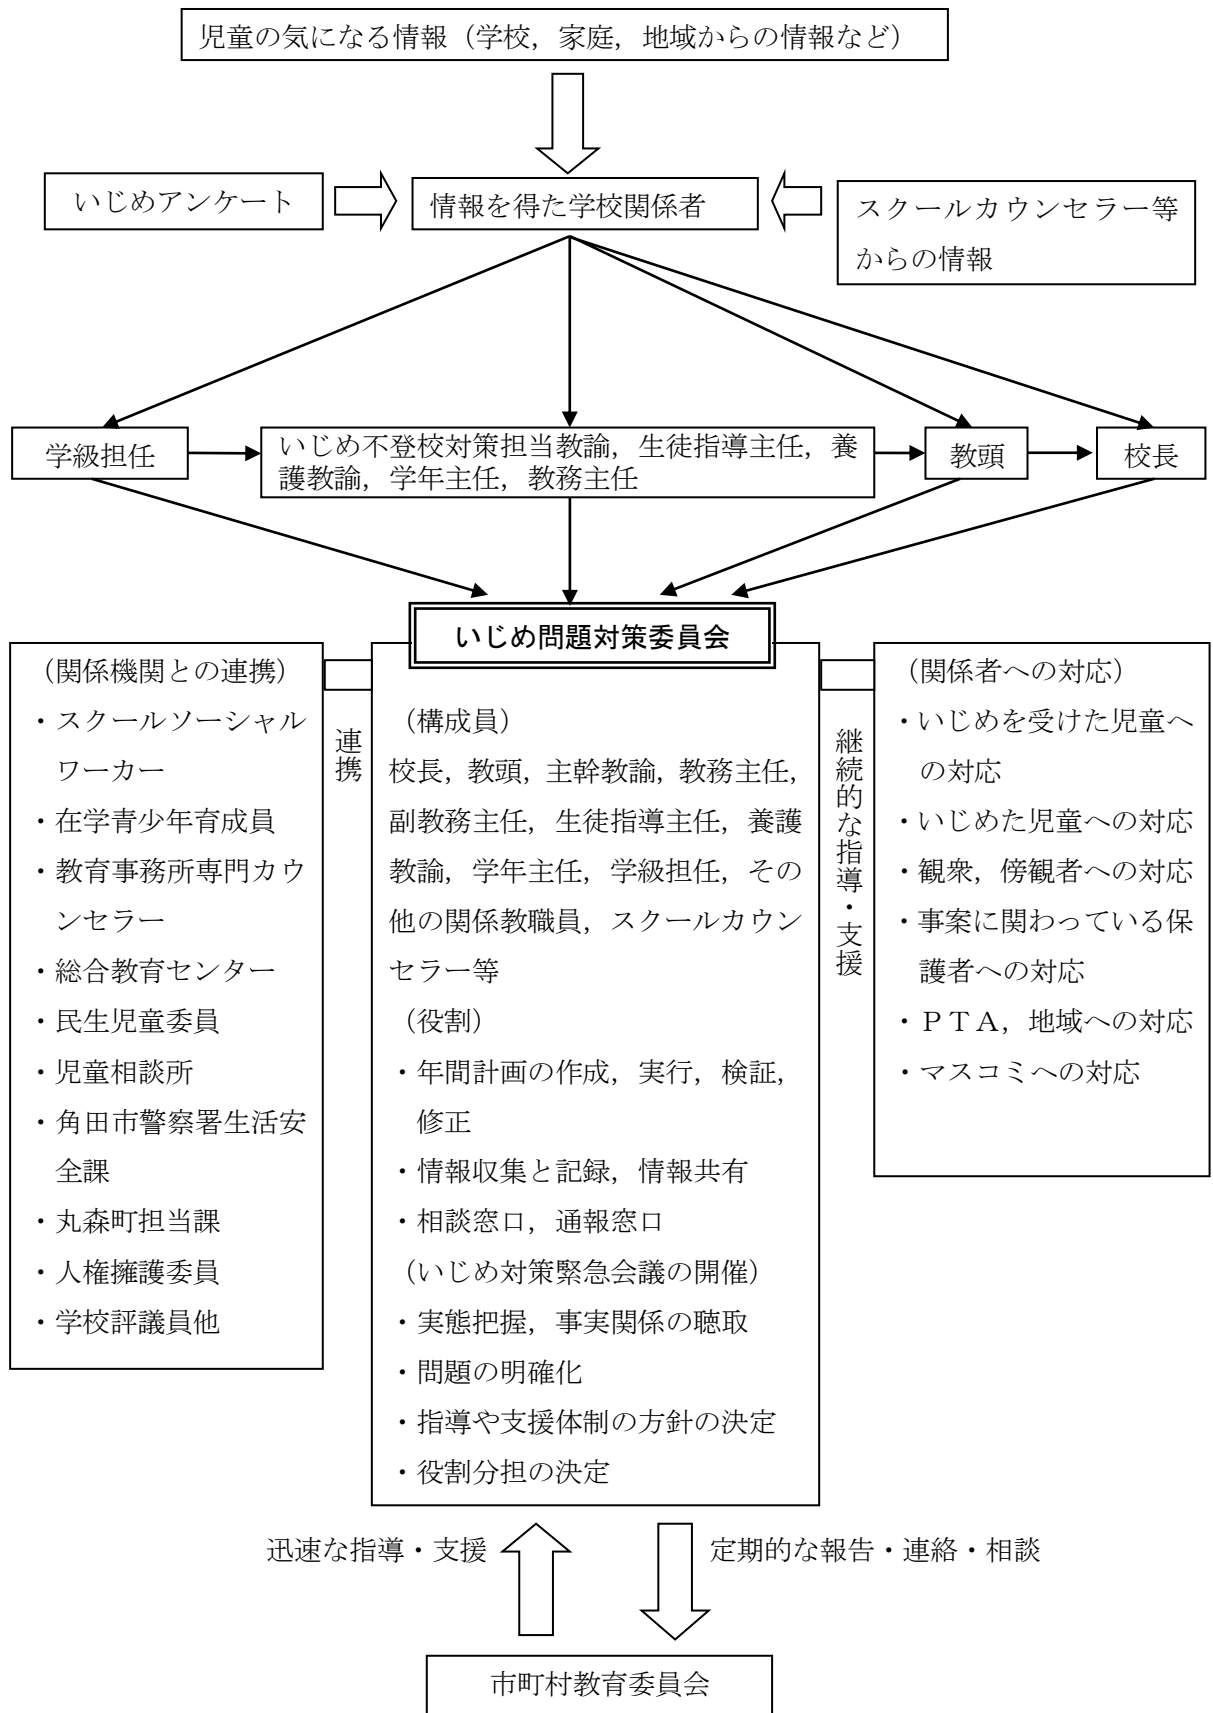 児童の気になる情報（学校，家庭，地域からの情報など）
いじめアンケート
情報を得た学校関係者
スクールカウンセラー等
からの情報
学級担任
いじめ不登校対策担当教諭，生徒指導主任，養
護教諭，学年主任，教務主任
教頭
校長
いじめ問題対策委員会
（関係機関との連携）
・スクールソーシャル
ワーカー
・在学青少年育成員
・教育事務所専門カウ
ンセラー
・総合教育センター
・民生児童委員
・児童相談所
・角田市警察署生活安
全課
・丸森町担当課
・人権擁護委員
・学校評議員他
連携
（構成員）
校長，教頭，主幹教諭，教務主任，
副教務主任，生徒指導主任，養護
教諭，学年主任，学級担任，その
他の関係教職員，スクールカウン
セラー等
（役割）
・年間計画の作成，実行，検証，
修正
・情報収集と記録，情報共有
・相談窓口，通報窓口
（いじめ対策緊急会議の開催）
・実態把握，事実関係の聴取
・問題の明確化
・指導や支援体制の方針の決定
・役割分担の決定
継続的な指導・支援
（関係者への対応）
・いじめを受けた児童へ
の対応
・いじめた児童への対応
・観衆，傍観者への対応
・事案に関わっている保
護者への対応
・ＰＴＡ，地域への対応
・マスコミへの対応
迅速な指導・支援
定期的な報告・連絡・相談
市町村教育委員会